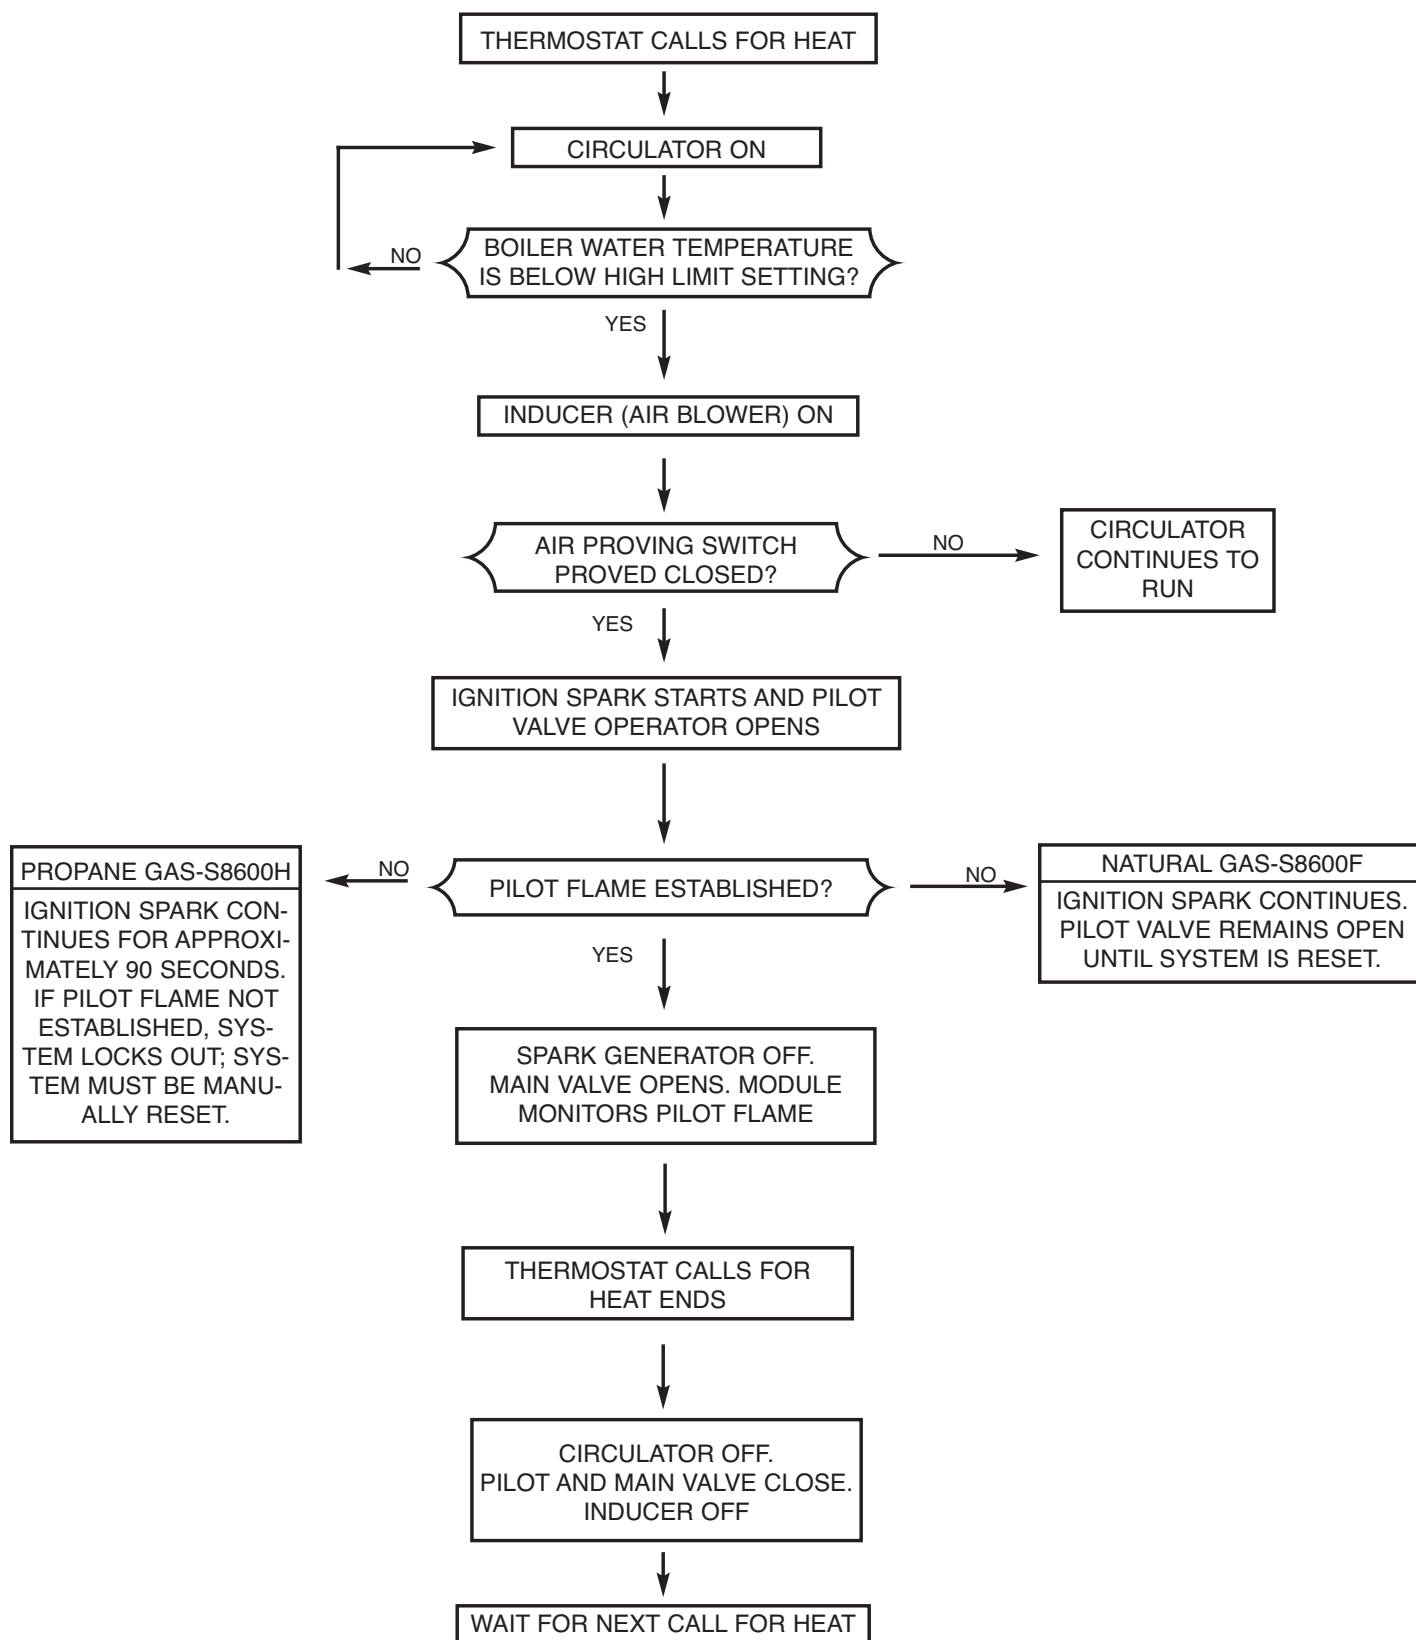 THERMOSTAT CALLS FOR HEAT
CIRCULATOR ON
NO
BOILER WATER TEMPERATURE
IS BELOW HIGH LIMIT SETTING?
YES
INDUCER (AIR BLOWER) ON
AIR PROVING SWITCH
PROVED CLOSED?
NO
CIRCULATOR
CONTINUES TO
RUN
YES
IGNITION SPARK STARTS AND PILOT
VALVE OPERATOR OPENS
PROPANE GAS-S8600H
IGNITION SPARK CON-
TINUES FOR APPROXI-
MATELY 90 SECONDS.
IF PILOT FLAME NOT
ESTABLISHED, SYS-
TEM LOCKS OUT; SYS-
TEM MUST BE MANU-
ALLY RESET.
NO
PILOT FLAME ESTABLISHED?
NO
NATURAL GAS-S8600F
IGNITION SPARK CONTINUES.
PILOT VALVE REMAINS OPEN
UNTIL SYSTEM IS RESET.
YES
SPARK GENERATOR OFF.
MAIN VALVE OPENS. MODULE
MONITORS PILOT FLAME
THERMOSTAT CALLS FOR
HEAT ENDS
CIRCULATOR OFF.
PILOT AND MAIN VALVE CLOSE.
INDUCER OFF
WAIT FOR NEXT CALL FOR HEAT